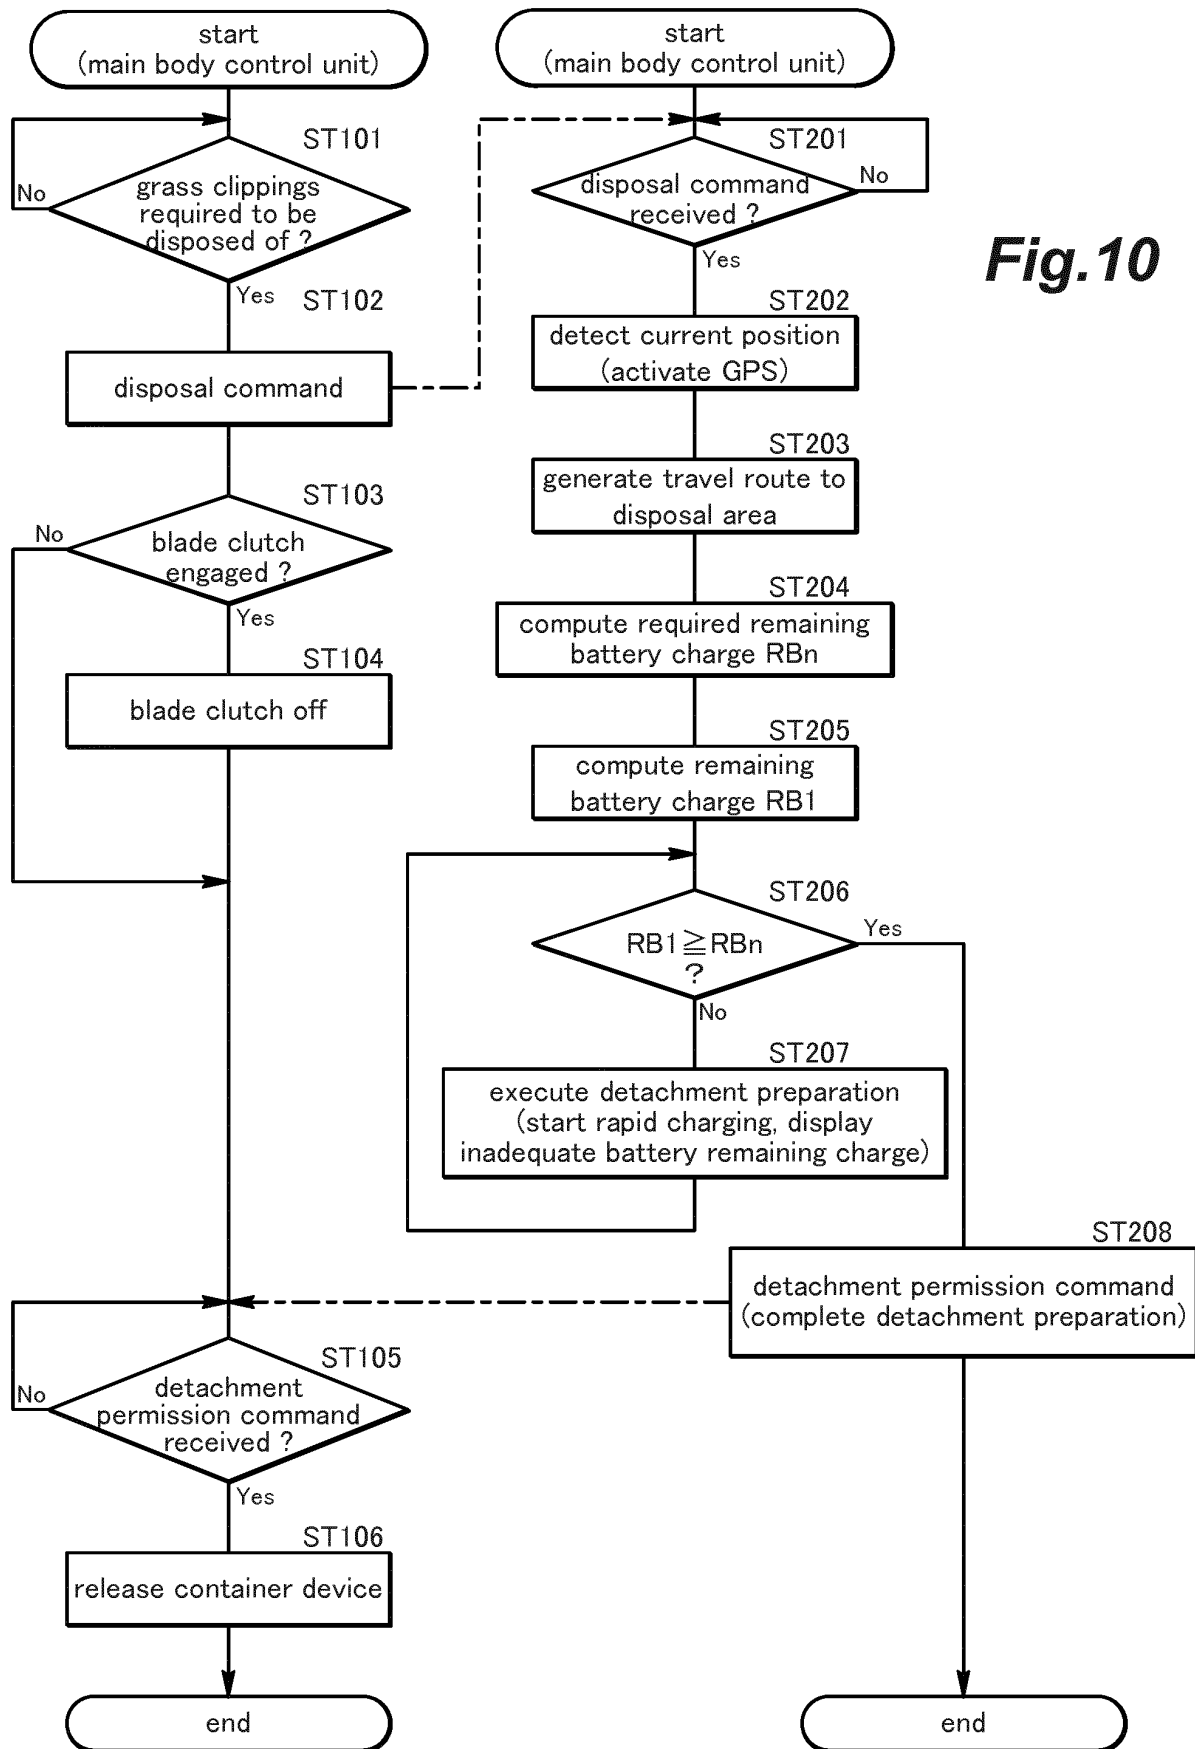 Fig.10
start
(main body control unit)
ST101
grass clippings
required to be
disposed of ?
No
Yes
ST102
disposal command
ST103
blade clutch
engaged ?
No
Yes
ST104
blade clutch off
ST105
detachment
permission command
received ?
No
Yes
ST106
release container device
end
start
(main body control unit)
ST201
disposal command
received ?
No
Yes
ST202
detect current position
(activate GPS)
ST203
generate travel route to
disposal area
ST204
compute required remaining
battery charge RBn
ST205
compute remaining
battery charge RB1
ST206
RB1≧RBn
?
Yes
No
ST207
execute detachment preparation
(start rapid charging, display
inadequate battery remaining charge)
ST208
detachment permission command
(complete detachment preparation)
end